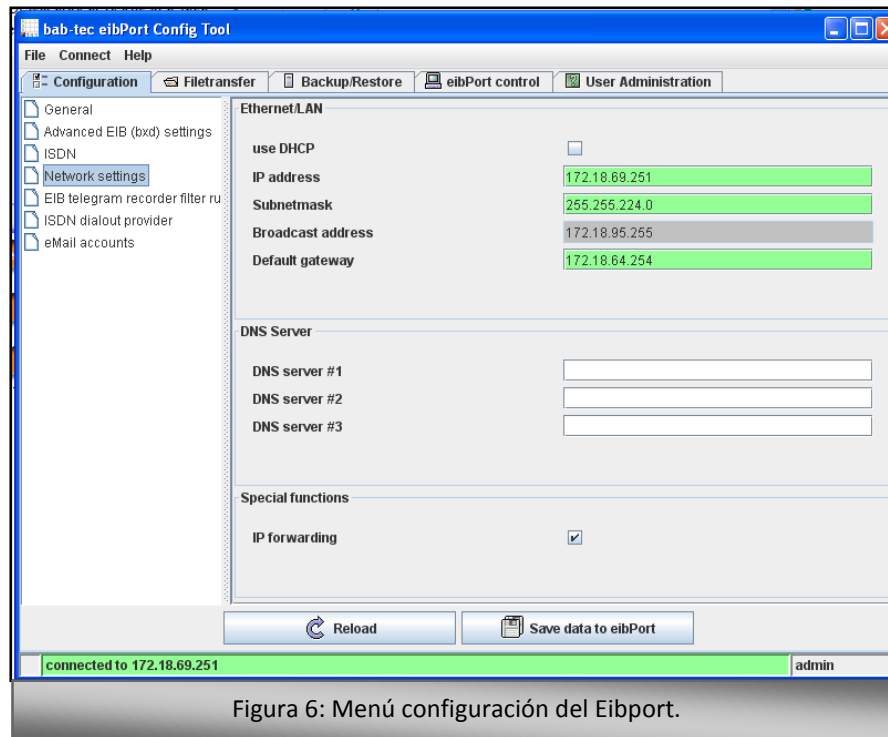 bab-tec eibPort Config Tool
File Connect Help
Configuration Filetransfer Backup/Restore eibPort control User Administration
General
Advanced EIB (bxd) settings
ISDN
Network settings
EIB telegram recorder filter ru
ISDN dialout provider
eMail accounts
Ethernet/LAN
use DHCP
IP address 172.18.69.251
Subnetmask 255.255.224.0
Broadcast address 172.18.95.255
Default gateway 172.18.64.254
DNS Server
DNS server #1
DNS server #2
DNS server #3
Special functions
IP forwarding
Reload Save data to eibPort
connected to 172.18.69.251 admin
Figura 6: Menú configuración del Eibport.